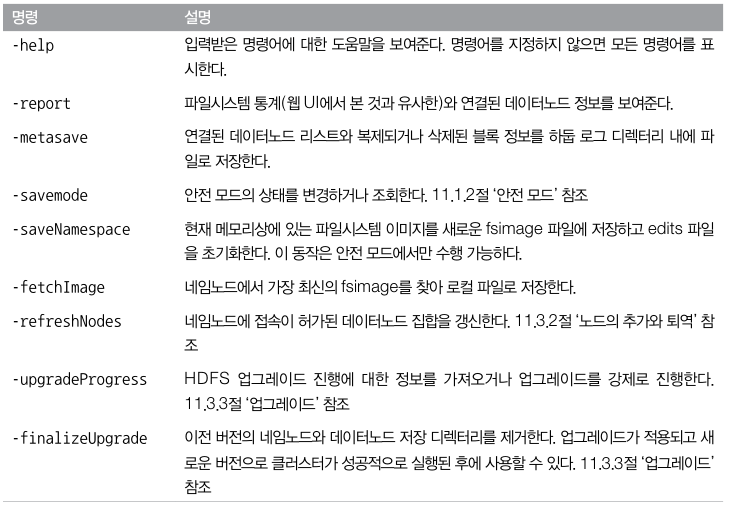 명령 설명
-help 입력받은 명령어에 대한 도움말을 보여준다. 명령어를 지정하지 않으면 모든 명령어를 표
시한다.
-report 파일시스템 통계(웹 UI에서 본 것과 유사한)와 연결된 데이터노드 정보를 보여준다.
-metasave 연결된 데이터노드 리스트와 복제되거나 삭제된 블록 정보를 하둡 로그 디렉터리 내에 파
일로 저장한다.
-savemode 안전 모드의 상태를 변경하거나 조회한다. 11.1.2절 ‘안전 모드’ 참조
-saveNamespace 현재 메모리상에 있는 파일시스템 이미지를 새로운 fsimage 파일에 저장하고 edits 파일
을 초기화한다. 이 동작은 안전 모드에서만 수행 가능하다.
-fetchImage 네임노드에서 가장 최신의 fsimage를 찾아 로컬 파일로 저장한다.
-refreshNodes 네임노드에 접속이 허가된 데이터노드 집합을 갱신한다. 11.3.2절 ‘노드의 추가와 퇴역’ 참
조
-upgradeProgress HDFS 업그레이드 진행에 대한 정보를 가져오거나 업그레이드를 강제로 진행한다.
11.3.3절 ‘업그레이드’ 참조
-finalizeUpgrade 이전 버전의 네임노드와 데이터노드 저장 디렉터리를 제거한다. 업그레이드가 적용되고 새
로운 버전으로 클러스터가 성공적으로 실행된 후에 사용할 수 있다. 11.3.3절 ‘업그레이드’
참조